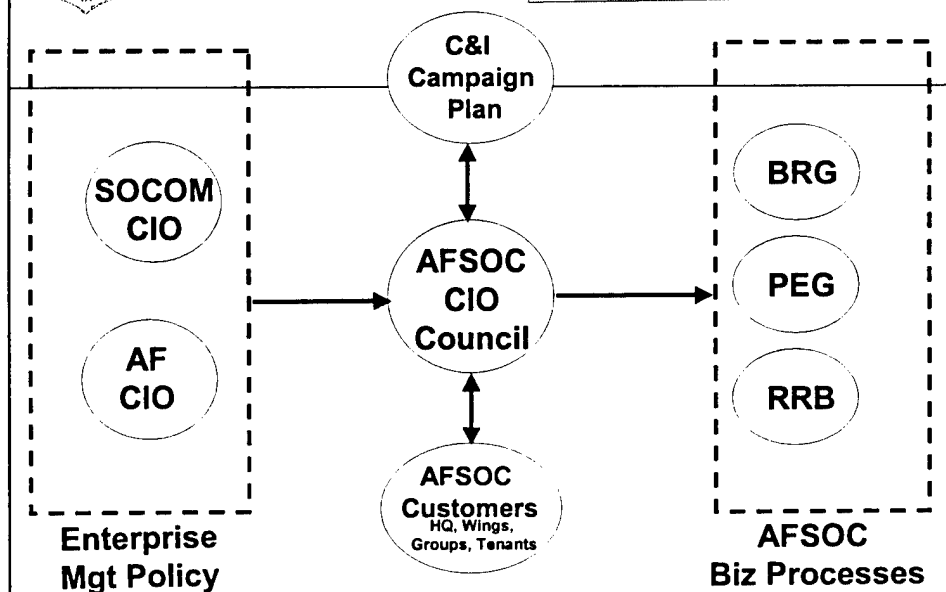 C&I
Campaign
Plan
SOCOM
CIO
AF
CIO
Enterprise
Mgt Policy
AFSOC
CIO
Council
AFSOC
Customers
HQ, Wings,
Groups, Tenants
BRG
PEG
RRB
AFSOC
Biz Processes